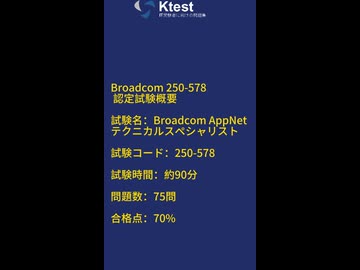 Ktest
Broadcom 250-578
認定試験概要
試験名：Broadcom AppNet
テクニカルスペシャリスト
試験コード：250-578
試験時間：約90分
問題数：75問
合格点：70%